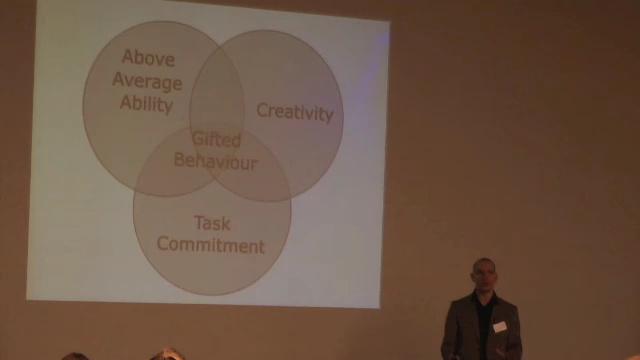 Above
Average
Ability
Creativity
Gifted
Behaviour
Task
Commitment